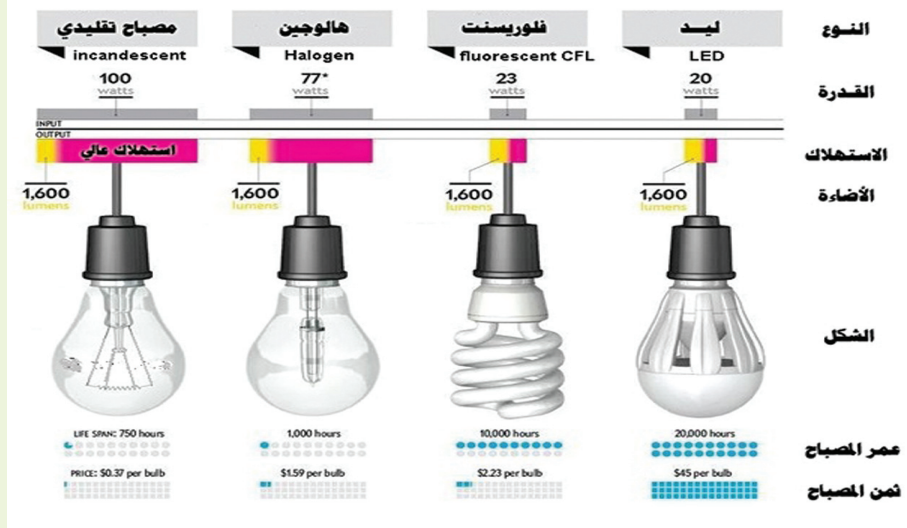 مصباح تقليدي هالوجين فلوريسنت ليـــد النـــوع
incandescent Halogen fluorescent CFL LED
100 77* 23 20
watts watts watts watts القــدرة
INPUT
OUTPUT
استهلاك عالي الاستهلاك
1,600 1,600 1,600 1,600 الأضاءة
lumens lumens lumens lumens
الشكل
LIFE SPAN: 750 hours 1,000 hours 10,000 hours 20,000 hours عمر المصباح
PRICE: $0.37 per bulb $1.59 per bulb $2.23 per bulb $45 per bulb ثمن المصباح